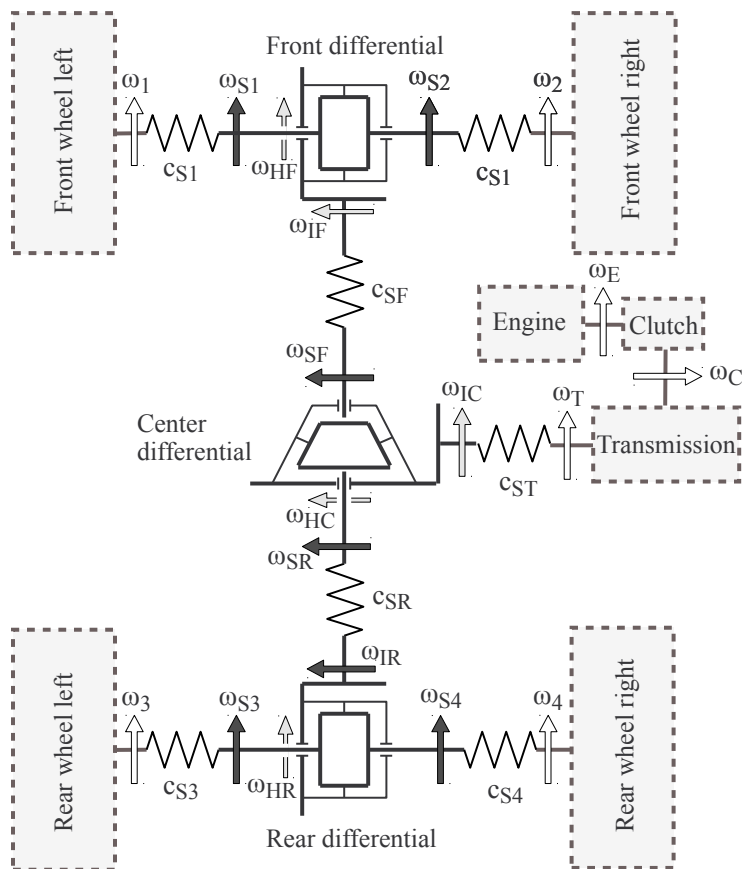 Front differential
Front wheel left
ω1
ωS1
ωS2
ω2
Front wheel right
cS1
ωHF
cS1
ωIF
cSF
ωE
Engine
Clutch
ωSF
ωC
ωIC
ωT
Center
differential
Transmission
cST
ωHC
ωSR
cSR
ωIR
Rear wheel left
ω3
ωS3
ωS4
ω4
Rear wheel right
cS3
ωHR
cS4
Rear differential